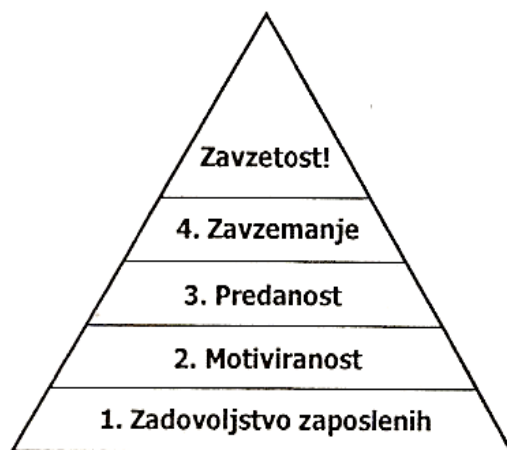 Zavzetost!
4. Zavzemanje
3. Predanost
2. Motiviranost
1. Zadovoljstvo zaposlenih